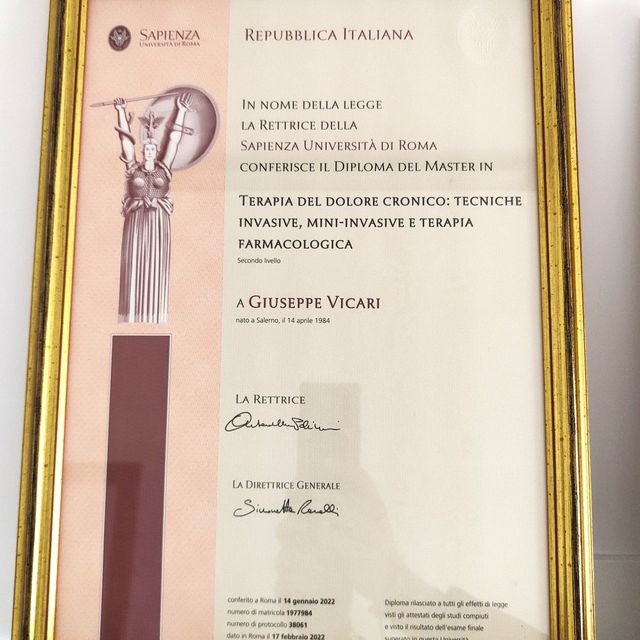 SAPIENZA
UNIVERSITÀ DI ROMA
REPUBBLICA ITALIANA
IN NOME DELLA LEGGE
LA RETTRICE DELLA
SAPIENZA UNIVERSITÀ DI ROMA
CONFERISCE IL DIPLOMA DEL MASTER IN
TERAPIA DEL DOLORE CRONICO: TECNICHE
INVASIVE, MINI-INVASIVE E TERAPIA
FARMACOLOGICA
Secondo livello
A GIUSEPPE VICARI
nato a Salerno, il 14 aprile 1984
LA RETTRICE
LA DIRETTRICE GENERALE
conferito a Roma il 14 gennaio 2022
numero di matricola 1977984
numero di protocollo 38061
dato in Roma il 17 febbraio 2022
Diploma rilasciato a tutti gli effetti di legge
visti gli attestati degli studi compiuti
e visto il risultato dell'esame finale
superato in questa Università